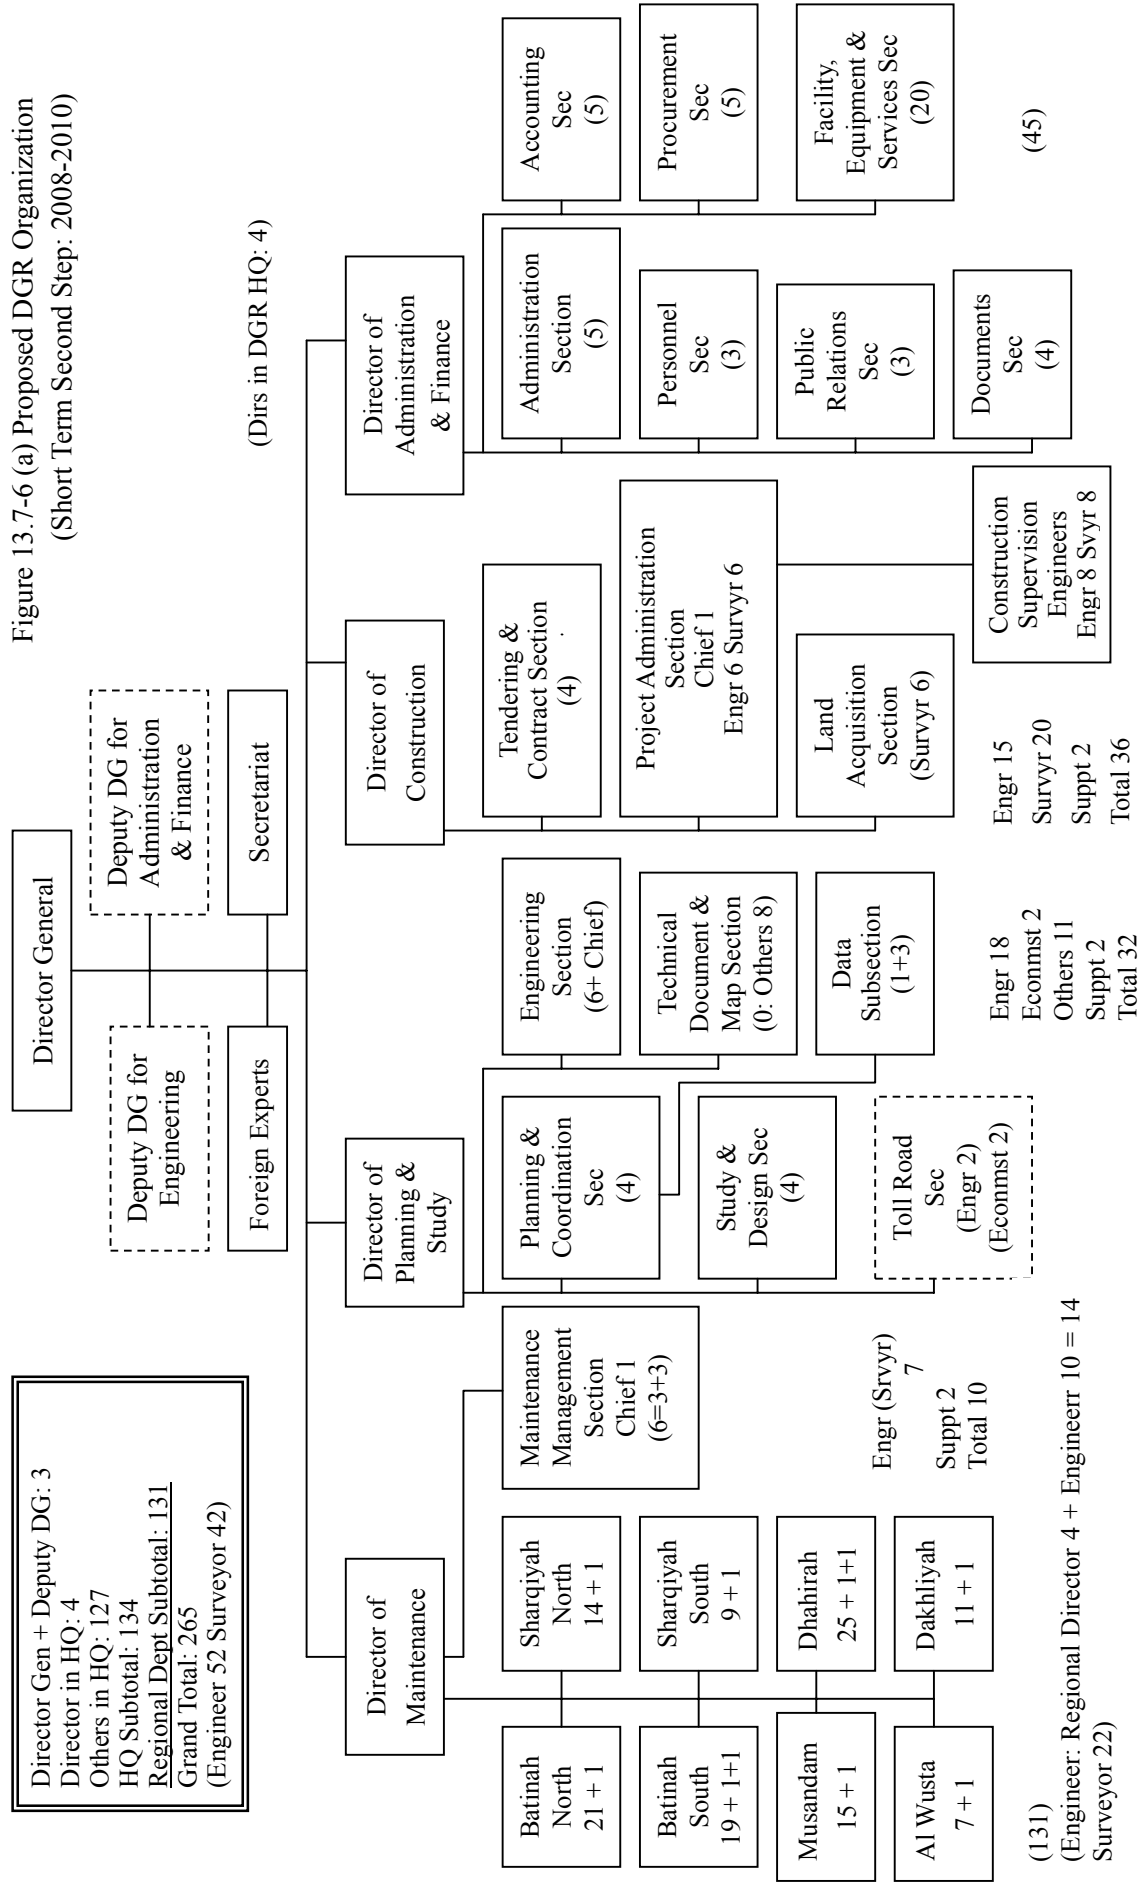 Figure 13.7-6 (a) Proposed DGR Organization
(Short Term Second Step: 2008-2010)
Director Gen + Deputy DG: 3
Director in HQ: 4
Others in HQ: 127
HQ Subtotal: 134
Regional Dept Subtotal: 131
Grand Total: 265
(Engineer 52 Surveyor 42)
Director General
Deputy DG for
Engineering
Deputy DG for
Administration
& Finance
Foreign Experts
Secretariat
(Dirs in DGR HQ: 4)
Director of
Maintenance
Director of
Planning &
Study
Director of
Construction
Director of
Administration
& Finance
Batinah
North
21 + 1
Sharqiyah
North
14 + 1
Batinah
South
19 + 1+1
Sharqiyah
South
9 + 1
Musandam
15 + 1
Dhahirah
25 + 1+1
Al Wusta
7 + 1
Dakhliyah
11 + 1
(131)
(Engineer: Regional Director 4 + Engineerr 10 = 14
Surveyor 22)
Maintenance
Management
Section
Chief 1
(6=3+3)
Engr (Srvyr)
7
Suppt 2
Total 10
Planning &
Coordination
Sec
(4)
Study &
Design Sec
(4)
Toll Road
Sec
(Engr 2)
(Econmst 2)
Engineering
Section
(6+ Chief)
Technical
Document &
Map Section
(0: Others 8)
Data
Subsection
(1+3)
Engr 18
Econmst 2
Others 11
Suppt 2
Total 32
Tendering &
Contract Section
(4)
.
Project Administration
Section
Chief 1
Engr 6 Survyr 6
Land
Acquisition
Section
(Survyr 6)
Construction
Supervision
Engineers
Engr 8 Svyr 8
Engr 15
Survyr 20
Suppt 2
Total 36
Administration
Section
(5)
Personnel
Sec
(3)
Public
Relations
Sec
(3)
Documents
Sec
(4)
Accounting
Sec
(5)
Procurement
Sec
(5)
Facility,
Equipment &
Services Sec
(20)
(45)